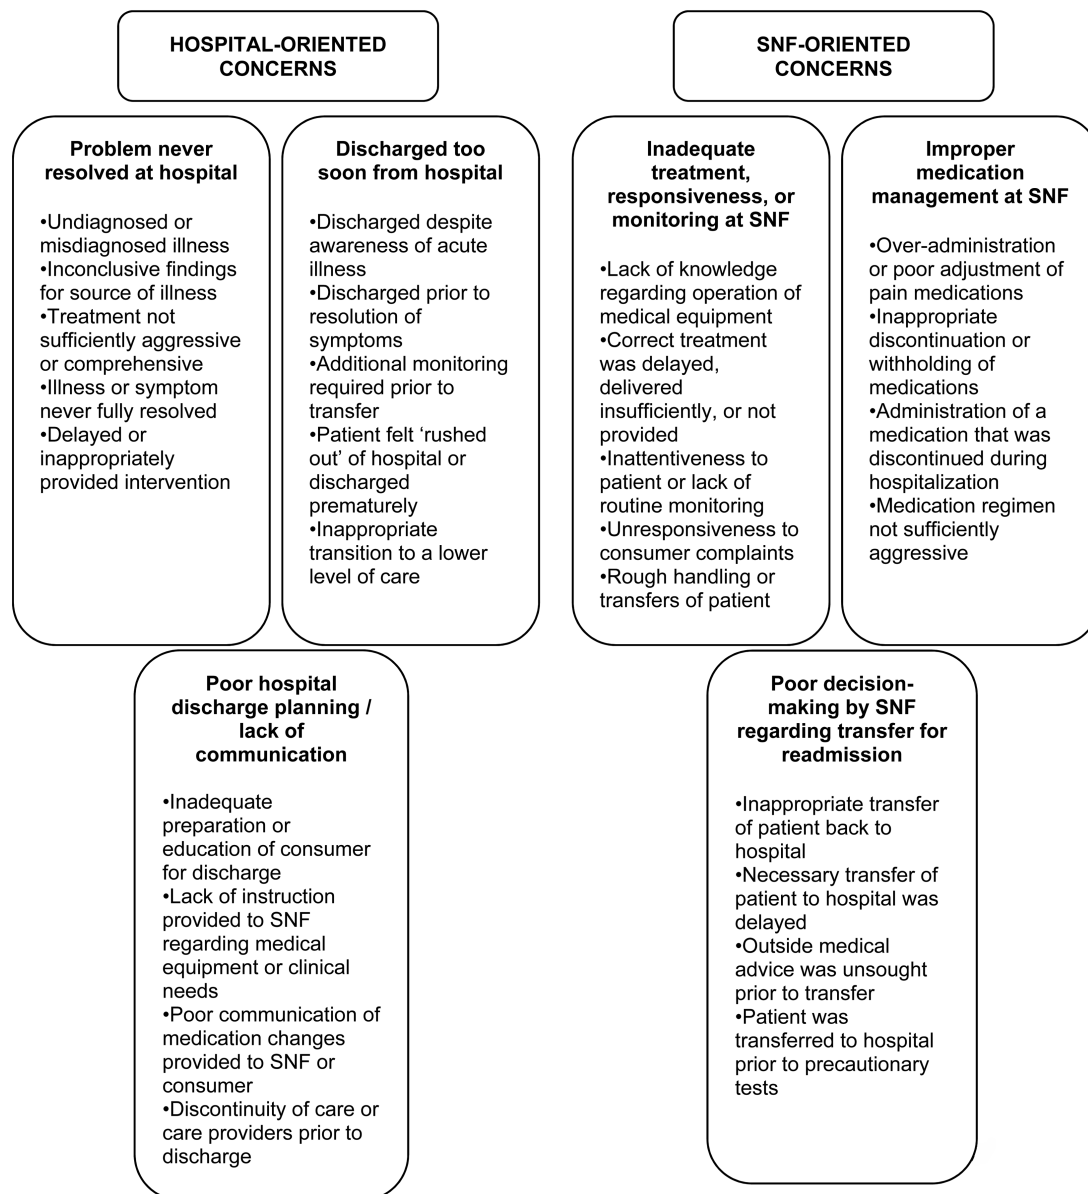 HOSPITAL-ORIENTED
CONCERNS
SNF-ORIENTED
CONCERNS
Problem never
resolved at hospital
•Undiagnosed or
misdiagnosed illness
•Inconclusive findings
for source of illness
•Treatment not
sufficiently aggressive
or comprehensive
•Illness or symptom
never fully resolved
•Delayed or
inappropriately
provided intervention
Discharged too
soon from hospital
•Discharged despite
awareness of acute
illness
•Discharged prior to
resolution of
symptoms
•Additional monitoring
required prior to
transfer
•Patient felt ‘rushed
out’ of hospital or
discharged
prematurely
•Inappropriate
transition to a lower
level of care
Inadequate
treatment,
responsiveness, or
monitoring at SNF
•Lack of knowledge
regarding operation of
medical equipment
•Correct treatment
was delayed,
delivered
insufficiently, or not
provided
•Inattentiveness to
patient or lack of
routine monitoring
•Unresponsiveness to
consumer complaints
•Rough handling or
transfers of patient
Improper
medication
management at SNF
•Over-administration
or poor adjustment of
pain medications
•Inappropriate
discontinuation or
withholding of
medications
•Administration of a
medication that was
discontinued during
hospitalization
•Medication regimen
not sufficiently
aggressive
Poor hospital
discharge planning /
lack of
communication
•Inadequate
preparation or
education of consumer
for discharge
•Lack of instruction
provided to SNF
regarding medical
equipment or clinical
needs
•Poor communication of
medication changes
provided to SNF or
consumer
•Discontinuity of care or
care providers prior to
discharge
Poor decision-
making by SNF
regarding transfer for
readmission
•Inappropriate transfer
of patient back to
hospital
•Necessary transfer of
patient to hospital was
delayed
•Outside medical
advice was unsought
prior to transfer
•Patient was
transferred to hospital
prior to precautionary
tests